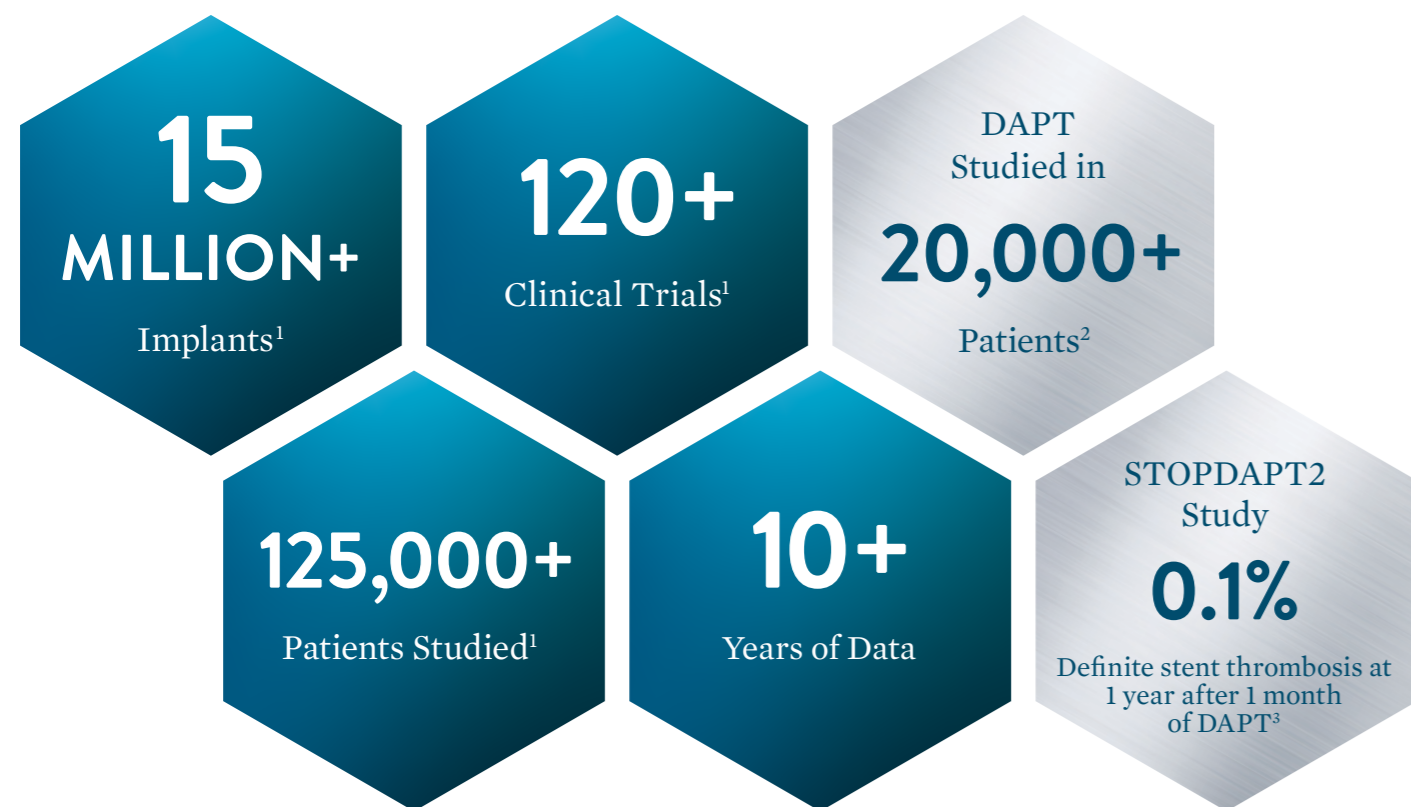 15
MILLION+
Implants¹
120+
Clinical Trials¹
DAPT
Studied in
20,000+
Patients²
125,000+
Patients Studied¹
10+
Years of Data
STOPDAPT2
Study
0.1%
Definite stent thrombosis at
1 year after 1 month
of DAPT³